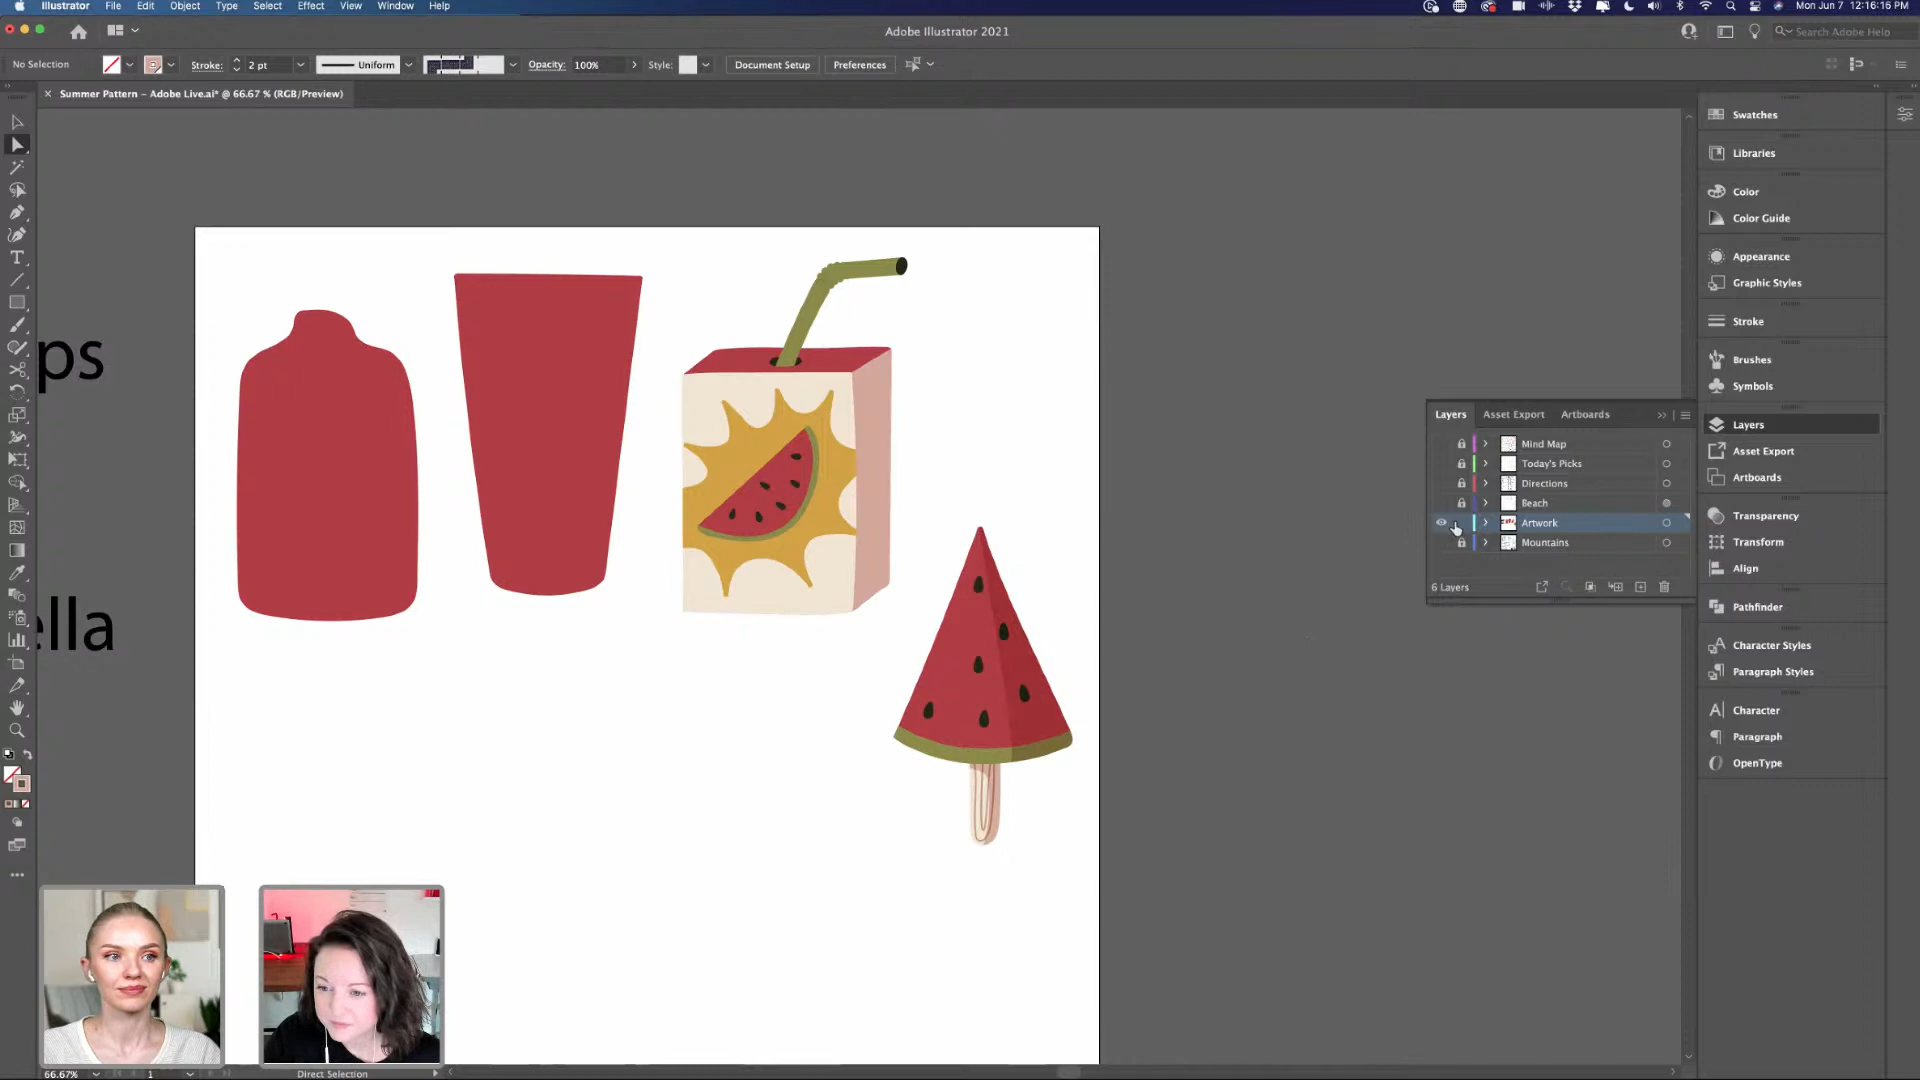 Illustrator File Edit Type Select Effect View Window Help
Mon Jun 7 12:16:16 PM
Adobe Illustrator 2021
Search Adobe Help
No Selection
Stroke: 2 pt
Uniform
Opacity: 100%
Style:
Document Setup
Preferences
Summer Pattern – Adobe Live.ai* @ 66.67 % (RGB/Preview)
ps
ella
Layers Asset Export Artboards
Mind Map
Today's Picks
Directions
Beach
Artwork
Mountains
6 Layers
Swatches
Libraries
Color
Color Guide
Appearance
Graphic Styles
Stroke
Brushes
Symbols
Layers
Asset Export
Artboards
Transparency
Transform
Align
Pathfinder
Character Styles
Paragraph Styles
Character
Paragraph
OpenType
66.67%
1
Direct Selection